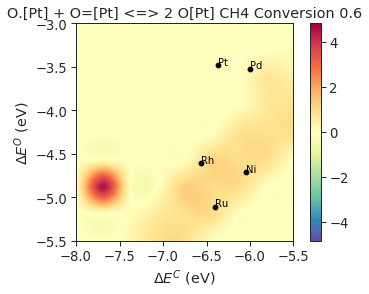 O.[Pt] + O=[Pt] <=> 2 O[Pt] CH4 Conversion 0.6
−3.0
−3.5
−4.0
−4.5
−5.0
−5.5
ΔE^O (eV)
Pt
Pd
Rh
Ni
Ru
−8.0 −7.5 −7.0 −6.5 −6.0 −5.5
ΔE^C (eV)
4
2
0
−2
−4